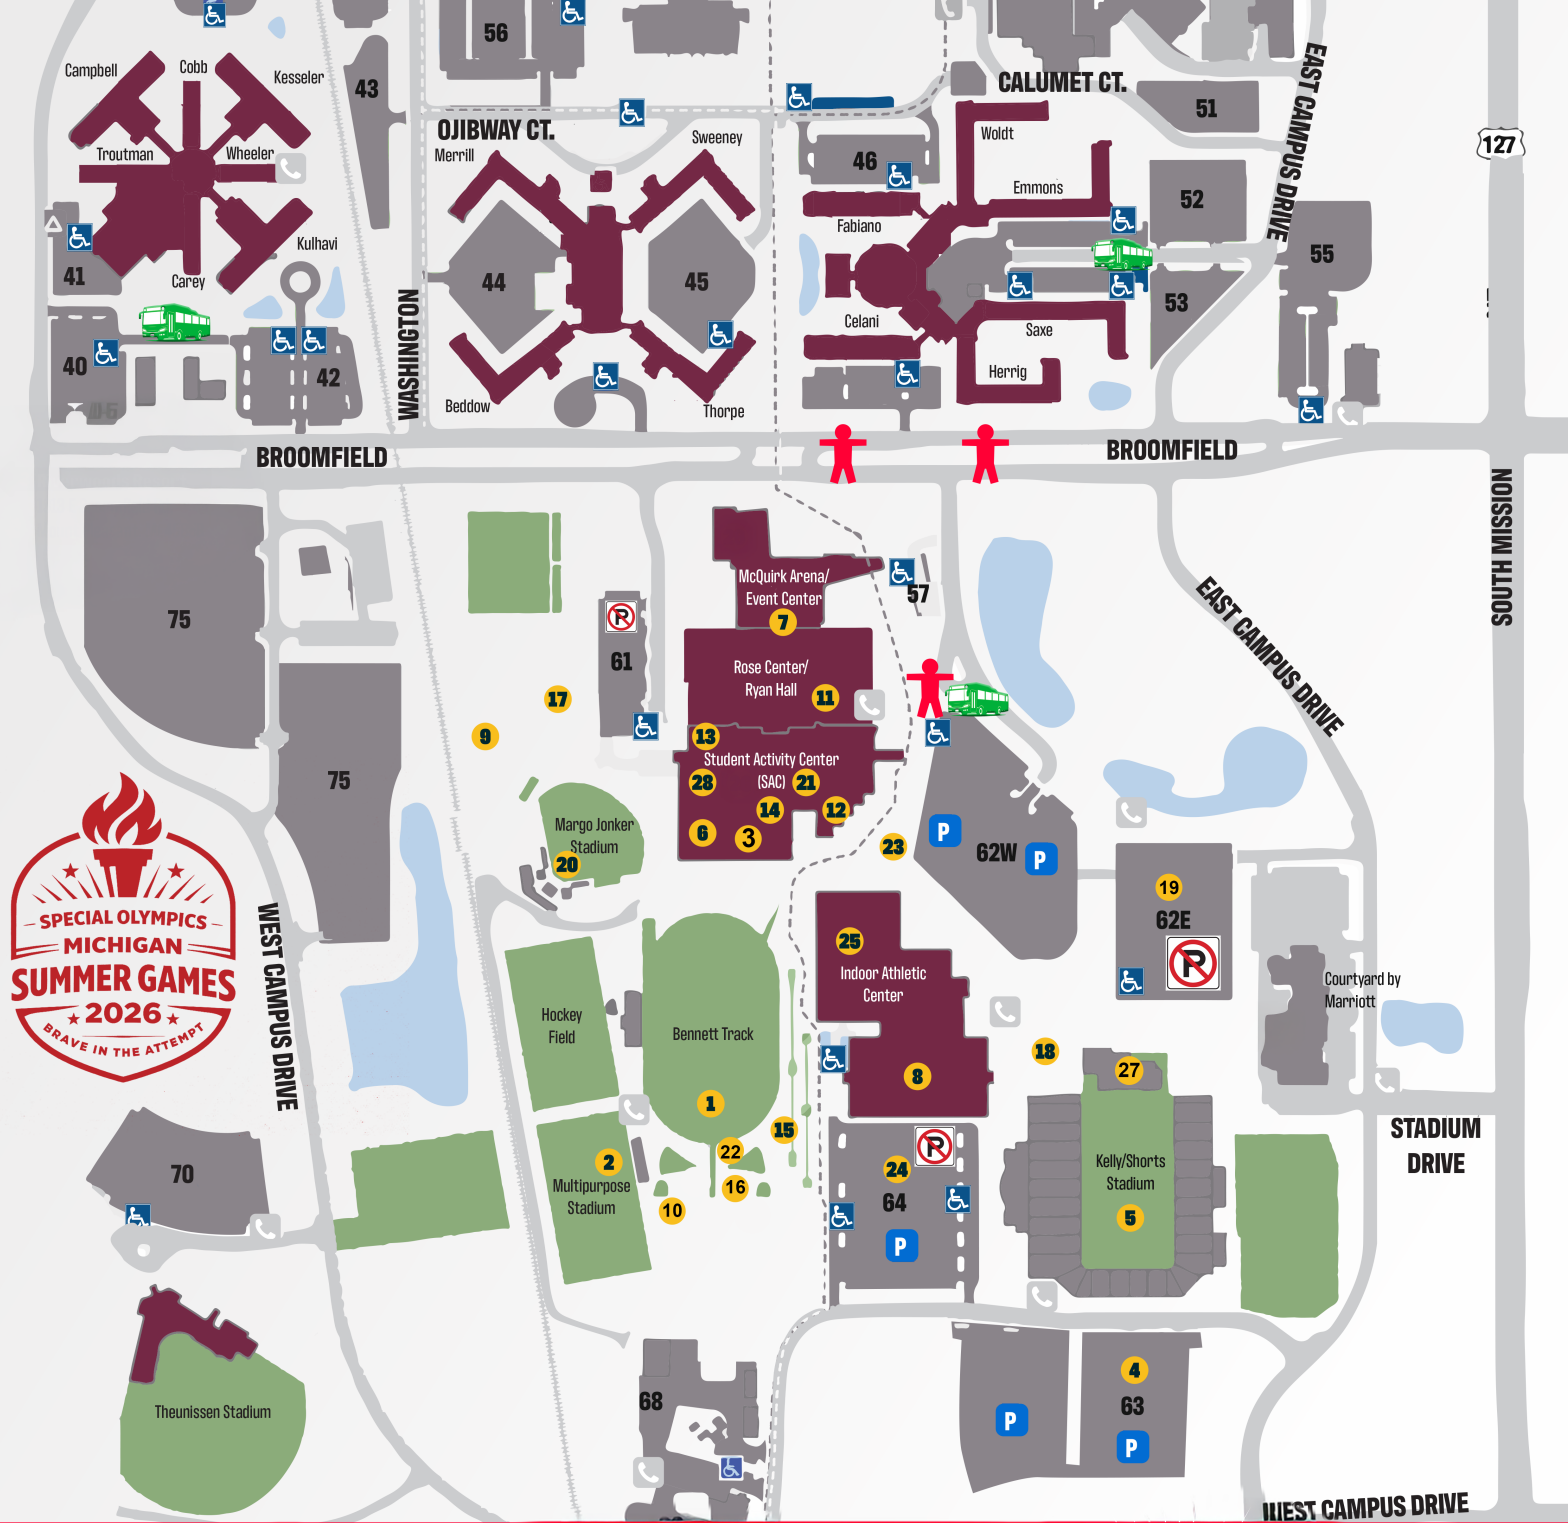 56
Campbell
Cobb
Kesseler
43
CALUMET CT.
51
EAST CAMPUS DRIVE
127
OJIBWAY CT.
Woldt
Troutman
Wheeler
Merrill
Sweeney
46
Emmons
52
Fabiano
Kulhavi
41
Carey
44
45
55
53
WASHINGTON
Celani
Saxe
40
42
Herrig
Beddow
Thorpe
BROOMFIELD
BROOMFIELD
SOUTH MISSION
75
McQuirk Arena/
Event Center
7
57
EAST CAMPUS DRIVE
P
61
Rose Center/
Ryan Hall
11
17
9
13
Student Activity Center
(SAC)
28
21
14
12
6
3
75
Margo Jonker
Stadium
20
23
P
62W
P
19
62E
P
SPECIAL OLYMPICS
MICHIGAN
SUMMER GAMES
2026
BRAVE IN THE ATTEMPT
WEST CAMPUS DRIVE
25
Indoor Athletic
Center
Courtyard by
Marriott
Hockey
Field
Bennett Track
18
8
27
1
15
STADIUM
DRIVE
22
2
Multipurpose
Stadium
16
10
P
24
64
P
Kelly/Shorts
Stadium
5
70
Theunissen Stadium
68
4
63
P
P
WEST CAMPUS DRIVE